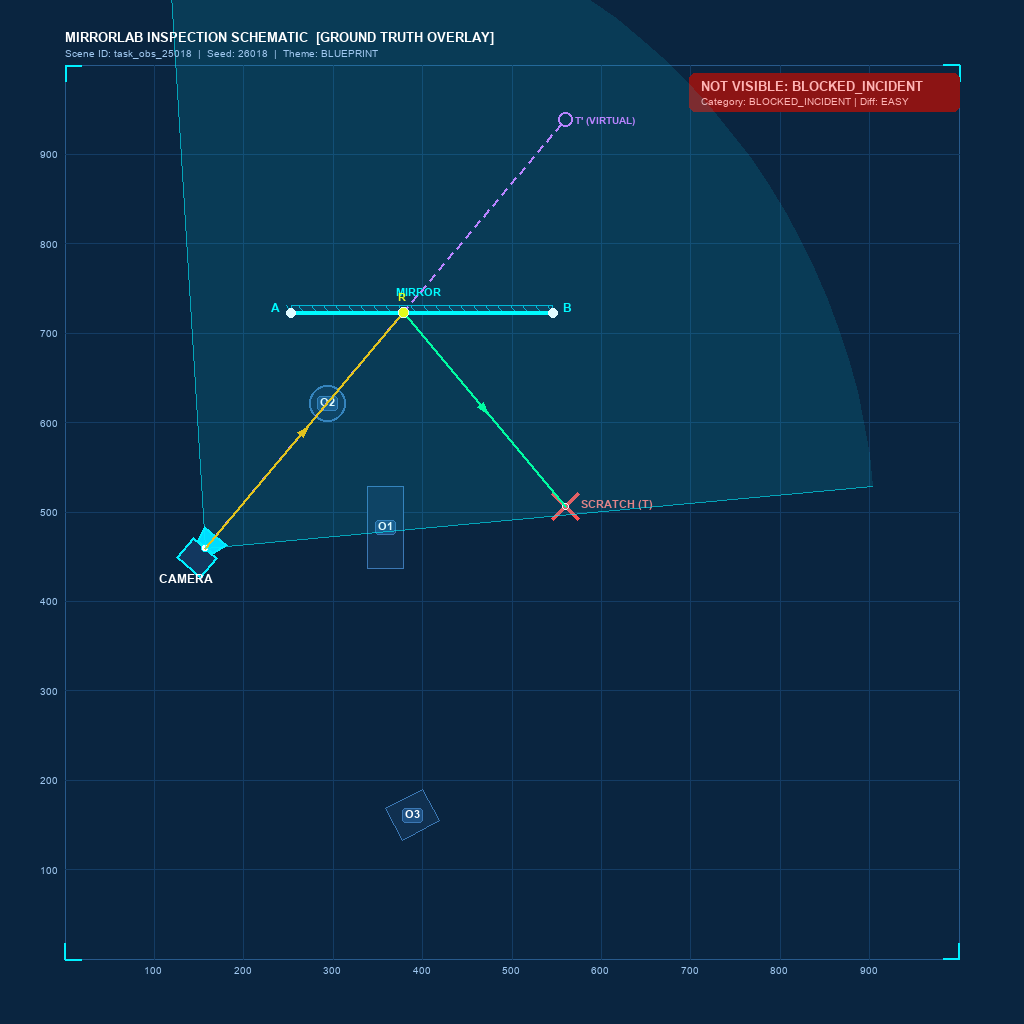 MIRRORLAB INSPECTION SCHEMATIC [GROUND TRUTH OVERLAY]
Scene ID: task_obs_25018 | Seed: 26018 | Theme: BLUEPRINT
NOT VISIBLE: BLOCKED_INCIDENT
Category: BLOCKED_INCIDENT | Diff: EASY
T' (VIRTUAL)
MIRROR
R
A
B
O2
SCRATCH (T)
O1
CAMERA
O3
900
800
700
600
500
400
300
200
100
100 200 300 400 500 600 700 800 900